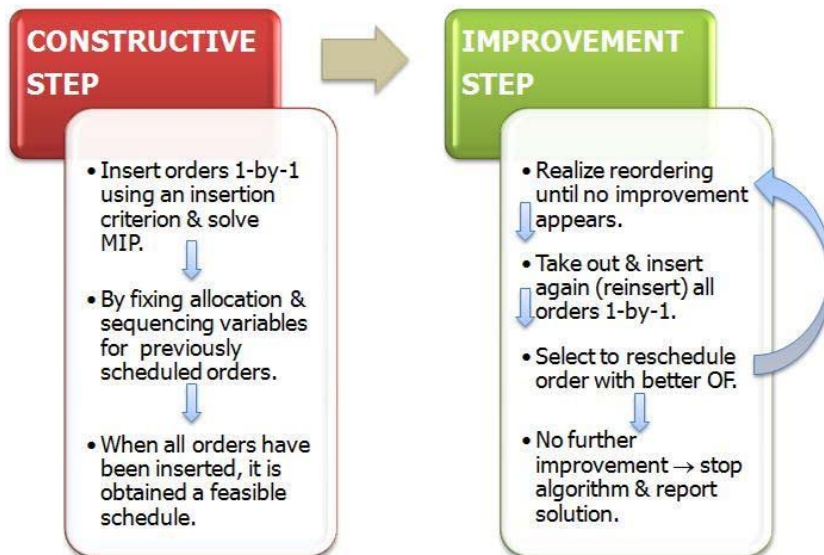 CONSTRUCTIVE
STEP
• Insert orders 1-by-1
using an insertion
criterion & solve
MIP.
• By fixing allocation &
sequencing variables
for previously
scheduled orders.
• When all orders have
been inserted, it is
obtained a feasible
schedule.
IMPROVEMENT
STEP
• Realize reordering
until no improvement
appears.
• Take out & insert
again (reinsert) all
orders 1-by-1.
• Select to reschedule
order with better OF.
• No further
improvement → stop
algorithm & report
solution.